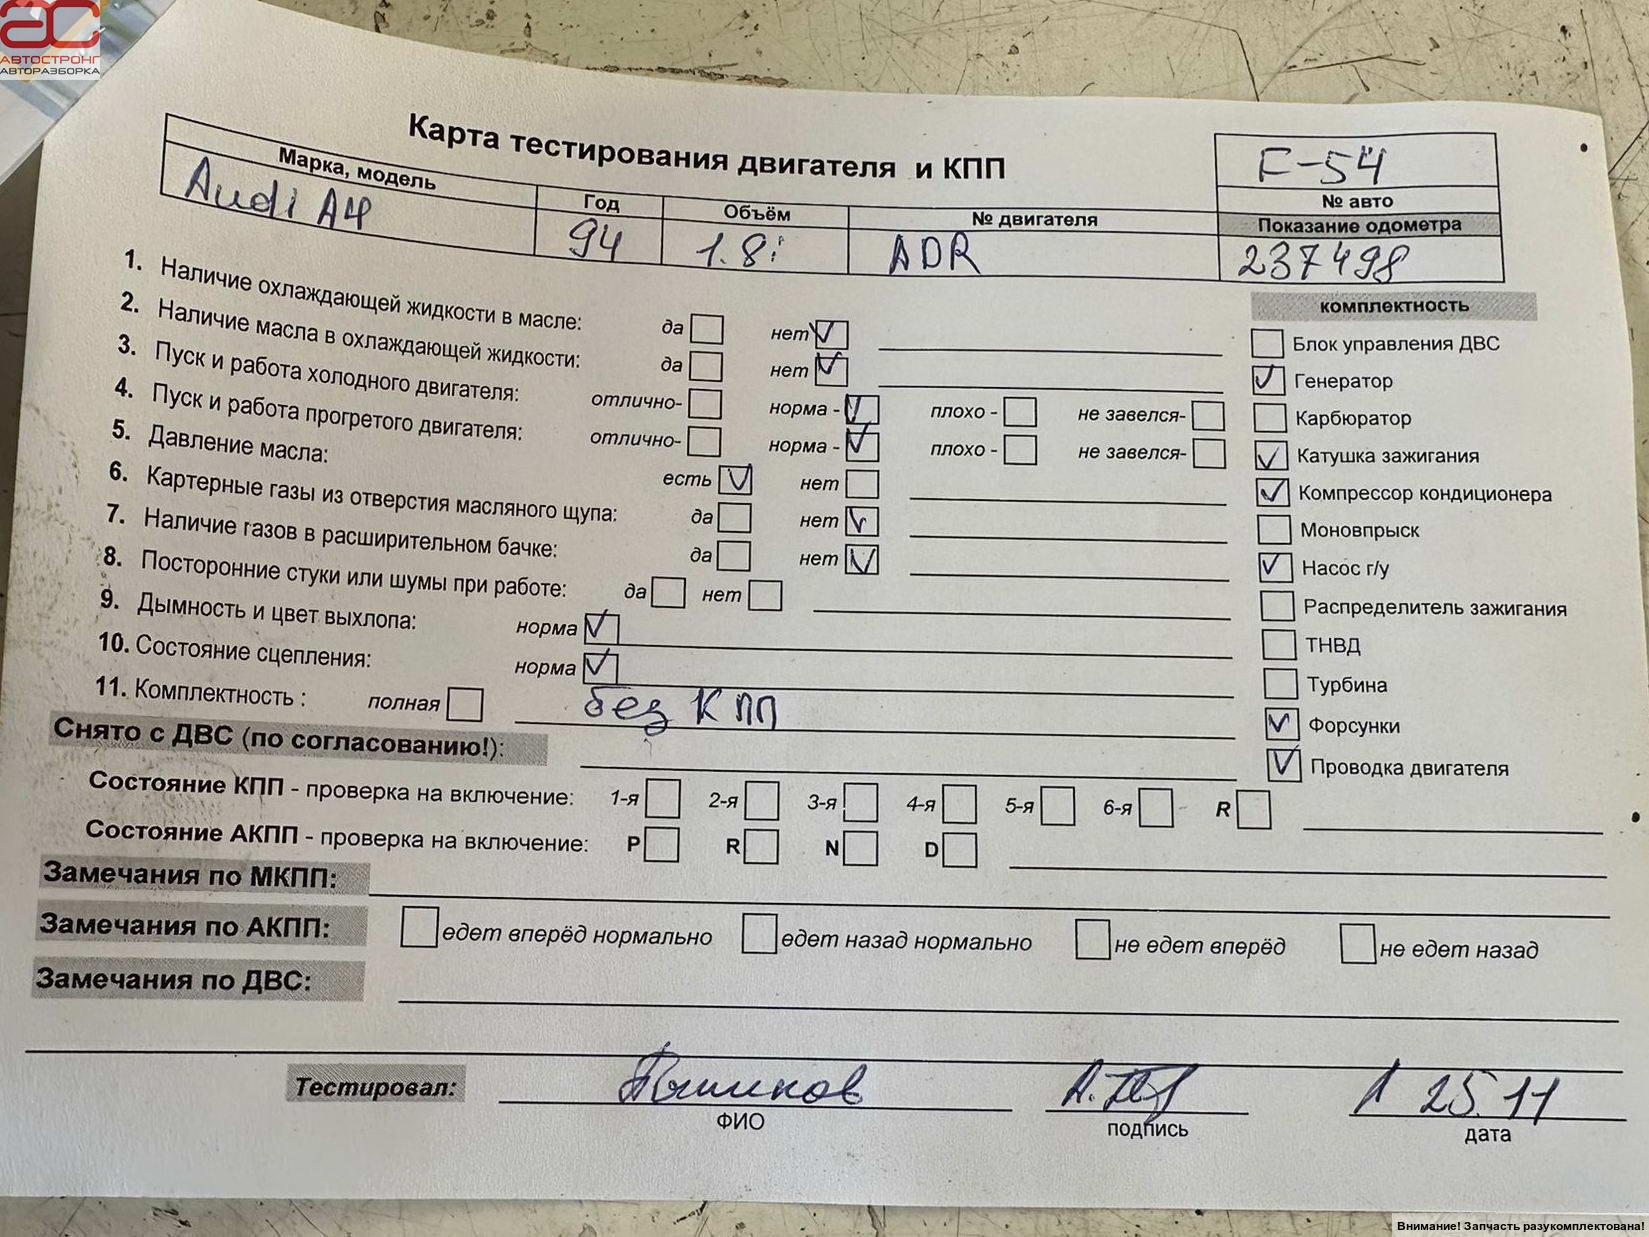 АС
АВТОСТРОНГ
АВТОРАЗБОРКА
Карта тестирования двигателя и КПП
Марка, модель Год Объём № двигателя
Audi A4 94 1.8i ADR
F-54
№ авто
Показание одометра
237498
1. Наличие охлаждающей жидкости в масле: да нет
2. Наличие масла в охлаждающей жидкости: да нет
3. Пуск и работа холодного двигателя: отлично- норма - плохо - не завелся-
4. Пуск и работа прогретого двигателя: отлично- норма - плохо - не завелся-
5. Давление масла: есть нет
6. Картерные газы из отверстия масляного щупа: да нет
7. Наличие газов в расширительном бачке: да нет
8. Посторонние стуки или шумы при работе: да нет
9. Дымность и цвет выхлопа: норма
10. Состояние сцепления: норма
11. Комплектность : полная без КПП
комплектность
Блок управления ДВС
Генератор
Карбюратор
Катушка зажигания
Компрессор кондиционера
Моновпрыск
Насос г/у
Распределитель зажигания
ТНВД
Турбина
Форсунки
Проводка двигателя
Снято с ДВС (по согласованию!):
Состояние КПП - проверка на включение: 1-я 2-я 3-я 4-я 5-я 6-я R
Состояние АКПП - проверка на включение: P R N D
Замечания по МКПП:
Замечания по АКПП: едет вперёд нормально едет назад нормально не едет вперёд не едет назад
Замечания по ДВС:
Тестировал: 25.11
ФИО подпись дата
Внимание! Запчасть разукомплектована!